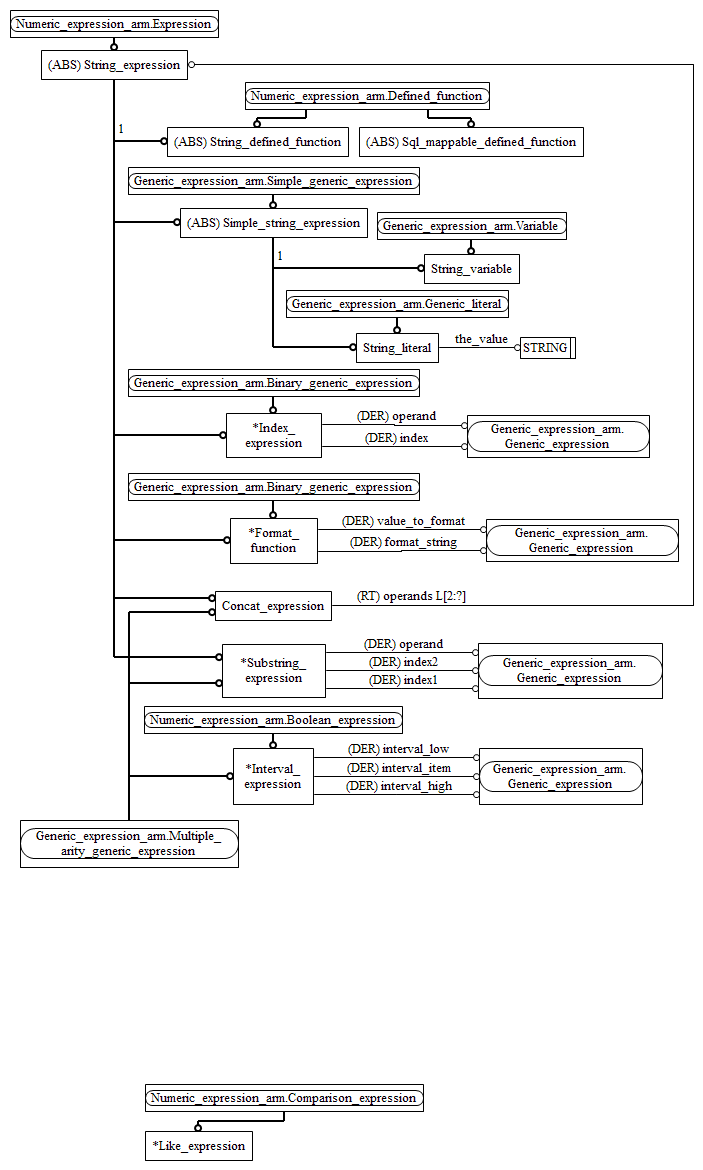 Numeric_expression_arm.Expression
(ABS) String_expression
Numeric_expression_arm.Defined_function
1
(ABS) String_defined_function
(ABS) Sql_mappable_defined_function
Generic_expression_arm.Simple_generic_expression
(ABS) Simple_string_expression
Generic_expression_arm.Variable
1
String_variable
Generic_expression_arm.Generic_literal
String_literal
the_value
STRING
Generic_expression_arm.Binary_generic_expression
*Index_
expression
(DER) operand
(DER) index
Generic_expression_arm.
Generic_expression
Generic_expression_arm.Binary_generic_expression
*Format_
function
(DER) value_to_format
(DER) format_string
Generic_expression_arm.
Generic_expression
Concat_expression
(RT) operands L[2:?]
*Substring_
expression
(DER) operand
(DER) index2
(DER) index1
Generic_expression_arm.
Generic_expression
Numeric_expression_arm.Boolean_expression
*Interval_
expression
(DER) interval_low
(DER) interval_item
(DER) interval_high
Generic_expression_arm.
Generic_expression
Generic_expression_arm.Multiple_
arity_generic_expression
Numeric_expression_arm.Comparison_expression
*Like_expression